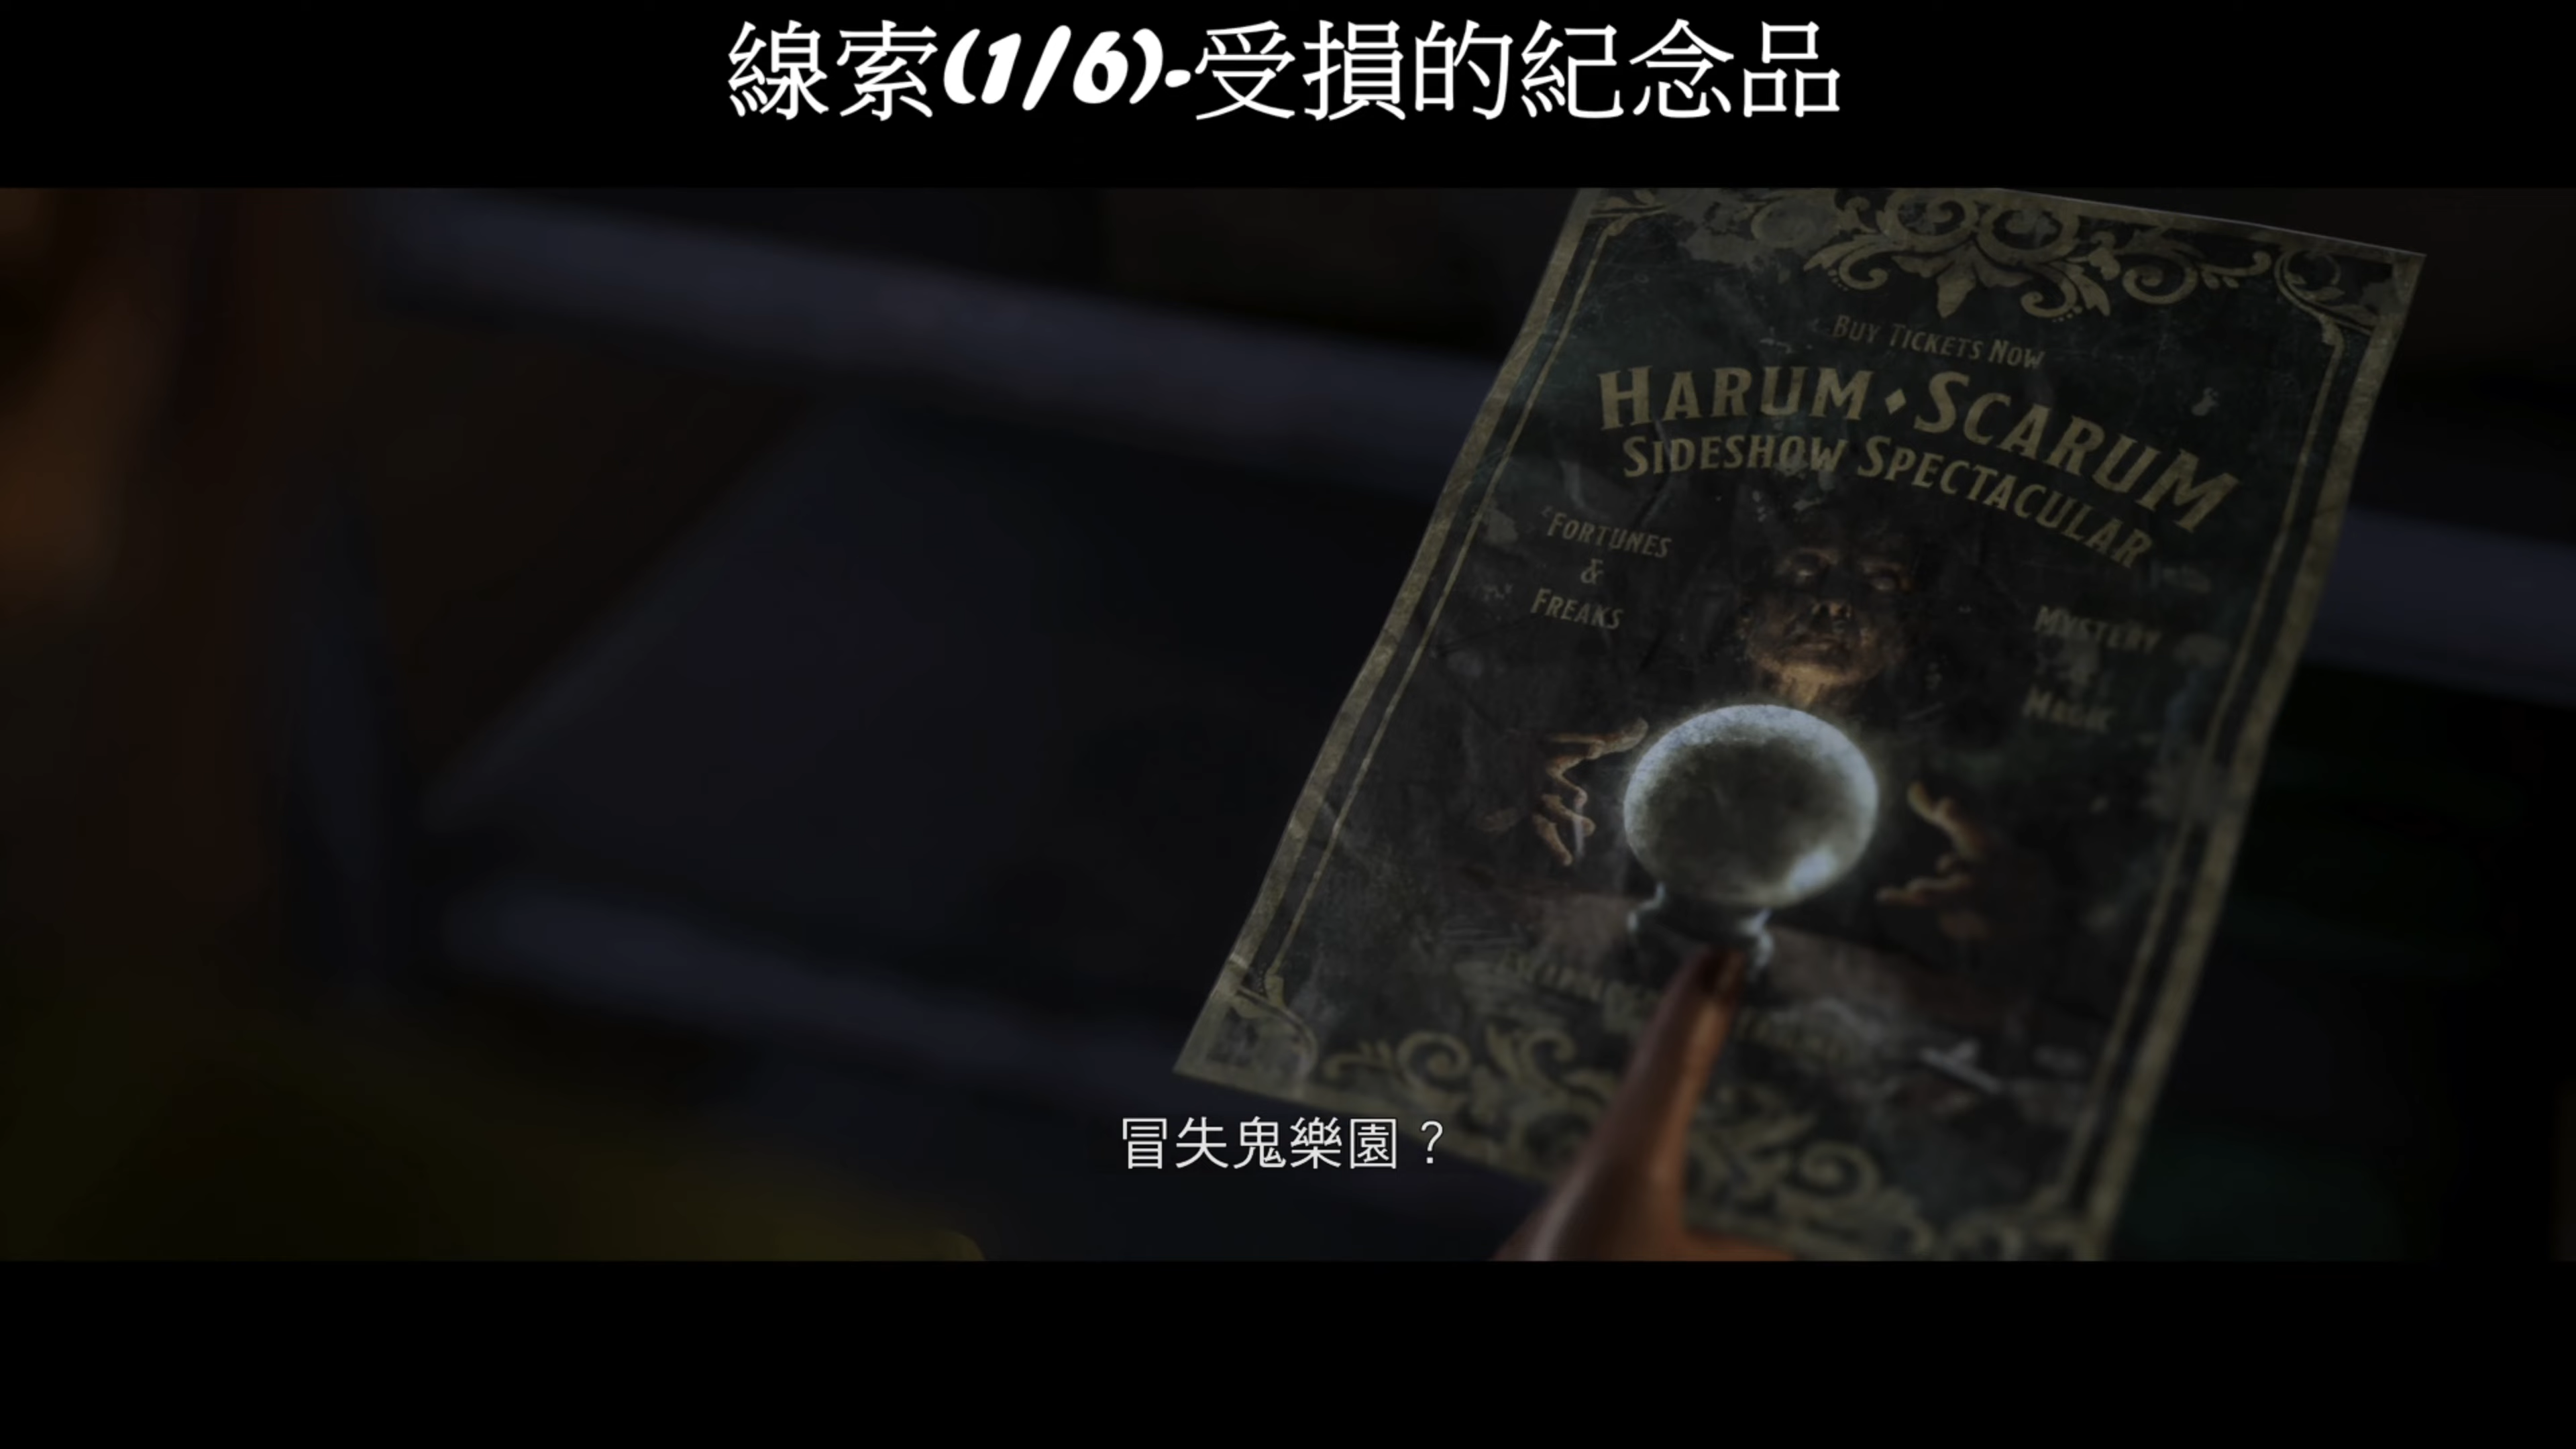 線索(1/6)-受損的紀念品
BUY TICKETS NOW
HARUM ◆ SCARUM
SIDESHOW SPECTACULAR
FORTUNES
&
FREAKS
MYSTERY
&
MAGIC
冒失鬼樂園？